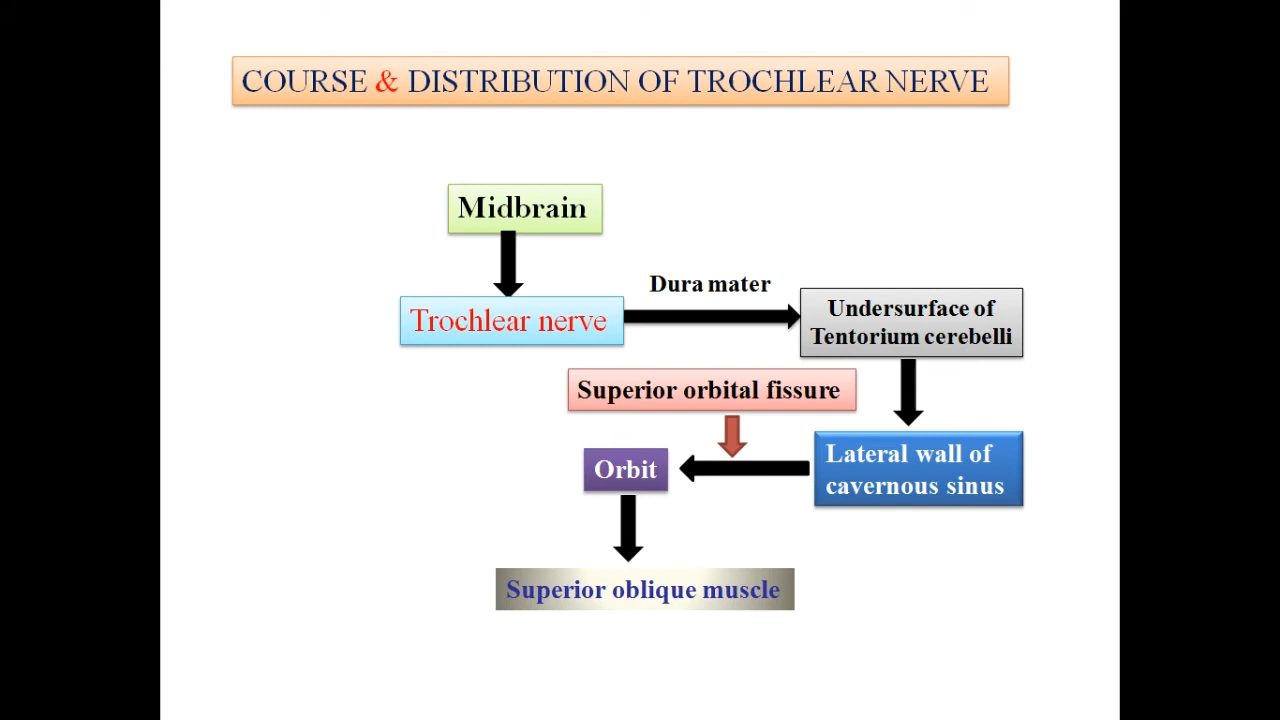 COURSE & DISTRIBUTION OF TROCHLEAR NERVE
Midbrain
Dura mater
Trochlear nerve
Undersurface of
Tentorium cerebelli
Superior orbital fissure
Lateral wall of
cavernous sinus
Orbit
Superior oblique muscle